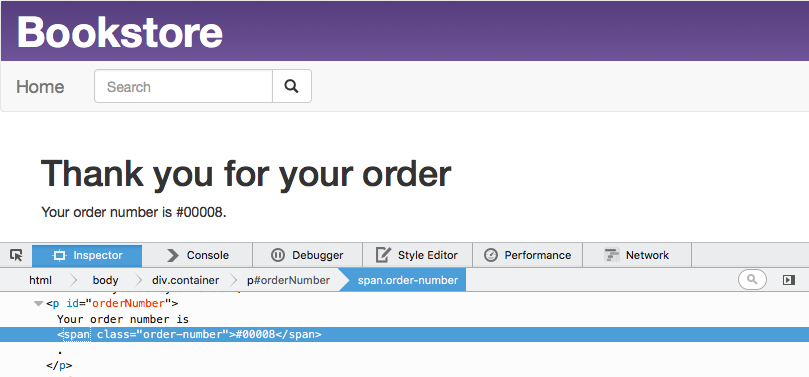 Bookstore
Home Search
Thank you for your order
Your order number is #00008.
Inspector Console Debugger Style Editor Performance Network
html body div.container p#orderNumber span.order-number
<p id="orderNumber">
Your order number is
<span class="order-number">#00008</span>
.
</p>